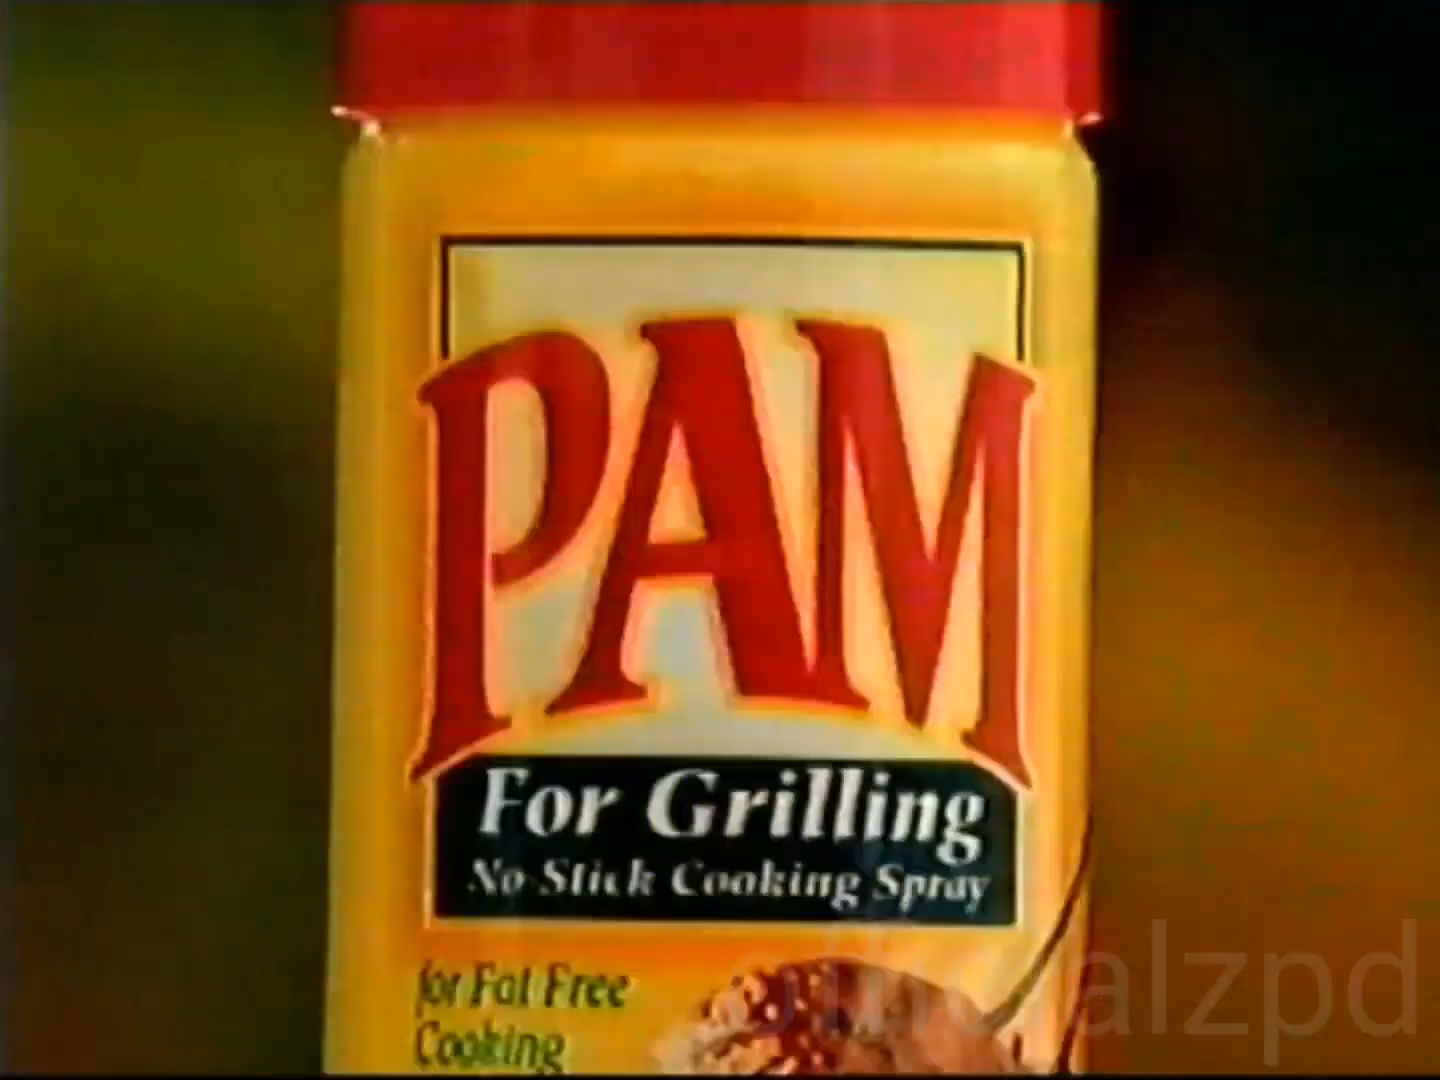 PAM
For Grilling
No-Stick Cooking Spray
for Fat Free
Cooking